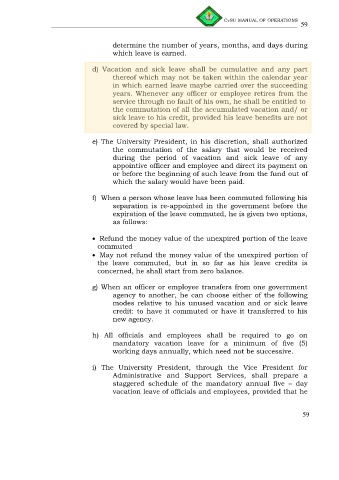 CvSU MANUAL OF OPERATIONS
59
determine the number of years, months, and days during
which leave is earned.
d) Vacation and sick leave shall be cumulative and any part
thereof which may not be taken within the calendar year
in which earned leave maybe carried over the succeeding
years. Whenever any officer or employee retires from the
service through no fault of his own, he shall be entitled to
the commutation of all the accumulated vacation and/ or
sick leave to his credit, provided his leave benefits are not
covered by special law.
e) The University President, in his discretion, shall authorized
the commutation of the salary that would be received
during the period of vacation and sick leave of any
appointive officer and employee and direct its payment on
or before the beginning of such leave from the fund out of
which the salary would have been paid.
f) When a person whose leave has been commuted following his
separation is re-appointed in the government before the
expiration of the leave commuted, he is given two options,
as follows:
• Refund the money value of the unexpired portion of the leave
commuted
• May not refund the money value of the unexpired portion of
the leave commuted, but in so far as his leave credits is
concerned, he shall start from zero balance.
g) When an officer or employee transfers from one government
agency to another, he can choose either of the following
modes relative to his unused vacation and or sick leave
credit: to have it commuted or have it transferred to his
new agency.
h) All officials and employees shall be required to go on
mandatory vacation leave for a minimum of five (5)
working days annually, which need not be successive.
i) The University President, through the Vice President for
Administrative and Support Services, shall prepare a
staggered schedule of the mandatory annual five – day
vacation leave of officials and employees, provided that he
59